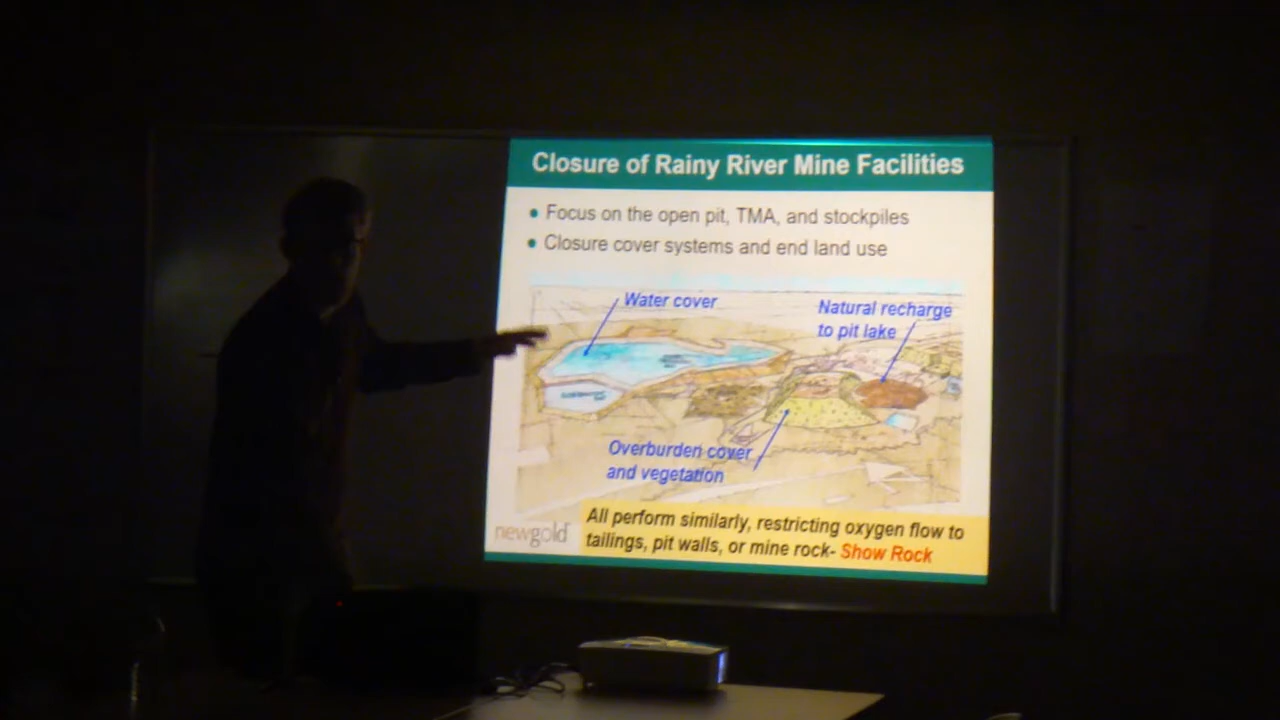 Closure of Rainy River Mine Facilities
• Focus on the open pit, TMA, and stockpiles
• Closure cover systems and end land use
Water cover
Natural recharge
to pit lake
Overburden cover
and vegetation
All perform similarly, restricting oxygen flow to
tailings, pit walls, or mine rock- Show Rock
newgold